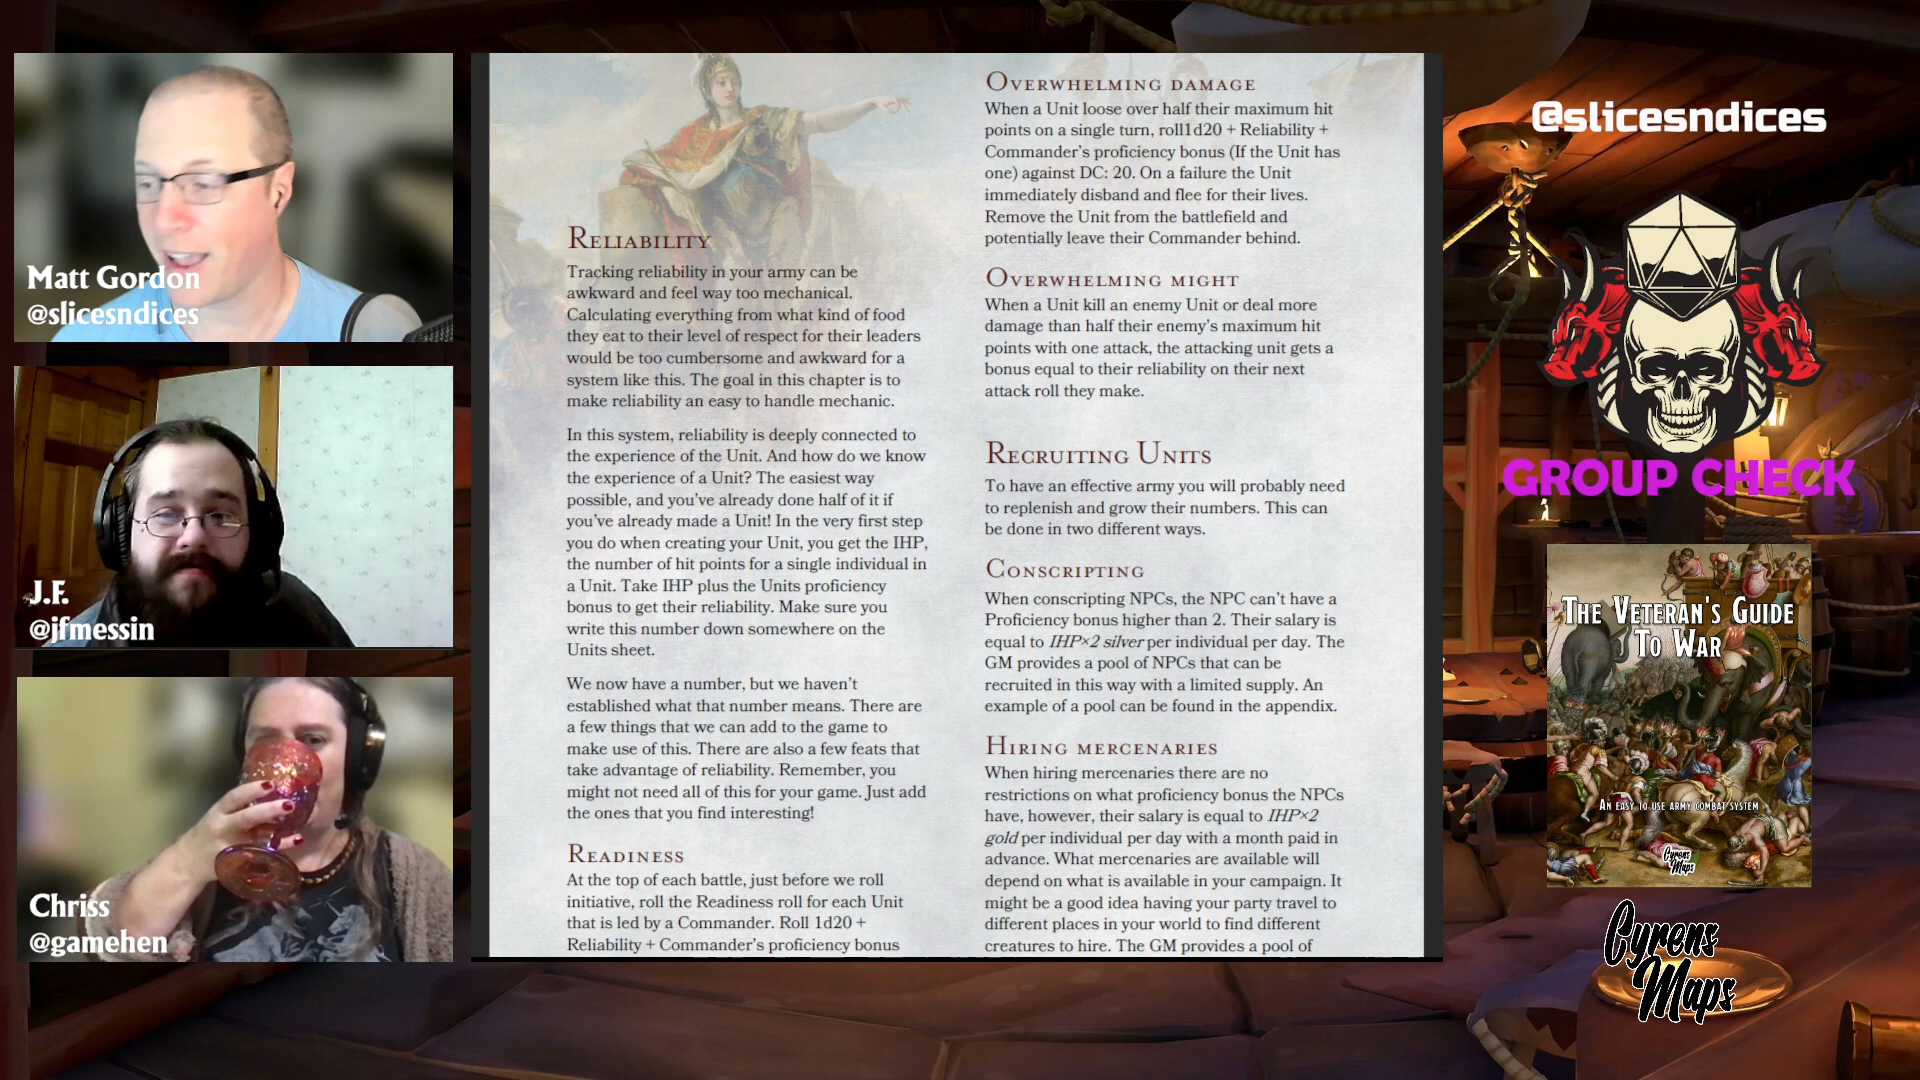 Matt Gordon
@slicesndices
J.F.
@jfmessin
Chriss
@gamehen
Reliability
Tracking reliability in your army can be
awkward and feel way too mechanical.
Calculating everything from what kind of food
they eat to their level of respect for their leaders
would be too cumbersome and awkward for a
system like this. The goal in this chapter is to
make reliability an easy to handle mechanic.
In this system, reliability is deeply connected to
the experience of the Unit. And how do we know
the experience of a Unit? The easiest way
possible, and you've already done half of it if
you've already made a Unit! In the very first step
you do when creating your Unit, you get the IHP,
the number of hit points for a single individual in
a Unit. Take IHP plus the Units proficiency
bonus to get their reliability. Make sure you
write this number down somewhere on the
Units sheet.
We now have a number, but we haven't
established what that number means. There are
a few things that we can add to the game to
make use of this. There are also a few feats that
take advantage of reliability. Remember, you
might not need all of this for your game. Just add
the ones that you find interesting!
Readiness
At the top of each battle, just before we roll
initiative, roll the Readiness roll for each Unit
that is led by a Commander. Roll 1d20 +
Reliability + Commander's proficiency bonus
Overwhelming damage
When a Unit loose over half their maximum hit
points on a single turn, roll1d20 + Reliability +
Commander's proficiency bonus (If the Unit has
one) against DC: 20. On a failure the Unit
immediately disband and flee for their lives.
Remove the Unit from the battlefield and
potentially leave their Commander behind.
Overwhelming might
When a Unit kill an enemy Unit or deal more
damage than half their enemy's maximum hit
points with one attack, the attacking unit gets a
bonus equal to their reliability on their next
attack roll they make.
Recruiting Units
To have an effective army you will probably need
to replenish and grow their numbers. This can
be done in two different ways.
Conscripting
When conscripting NPCs, the NPC can't have a
Proficiency bonus higher than 2. Their salary is
equal to IHP×2 silver per individual per day. The
GM provides a pool of NPCs that can be
recruited in this way with a limited supply. An
example of a pool can be found in the appendix.
Hiring mercenaries
When hiring mercenaries there are no
restrictions on what proficiency bonus the NPCs
have, however, their salary is equal to IHP×2
gold per individual per day with a month paid in
advance. What mercenaries are available will
depend on what is available in your campaign. It
might be a good idea having your party travel to
different places in your world to find different
creatures to hire. The GM provides a pool of
@slicesndices
GROUP CHECK
The Veteran's Guide
To War
An easy to use army combat system
Cyrens
Maps
Cyrens
Maps